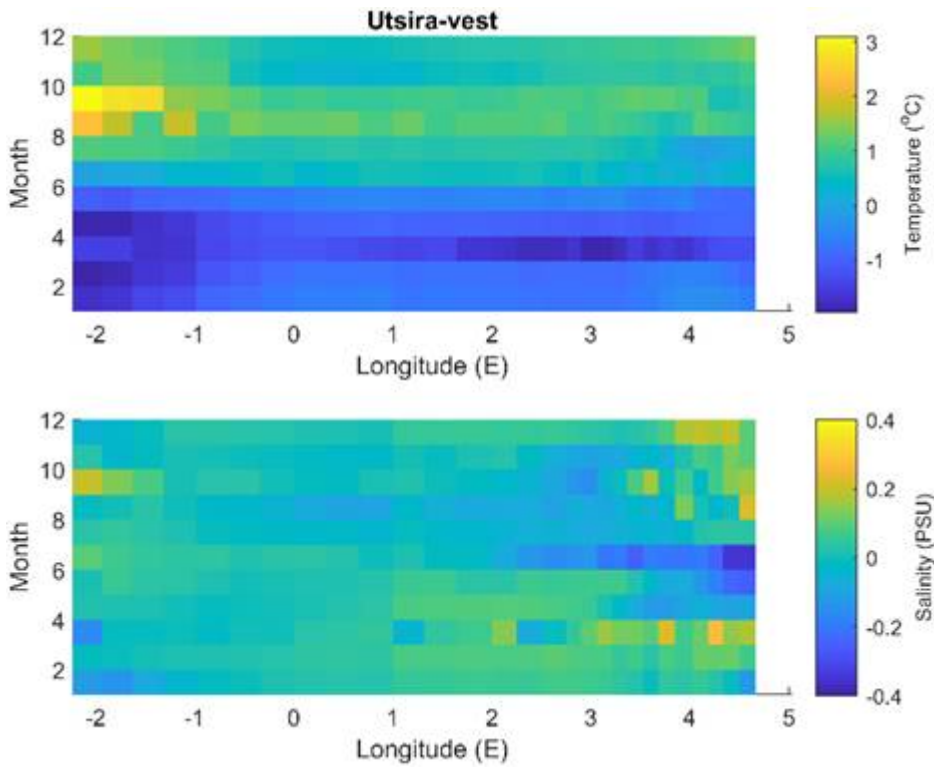 Utsira-vest
12
10
8
6
4
2
Month
-2 -1 0 1 2 3 4 5
Longitude (E)
3
2
1
0
-1
Temperature (°C)
12
10
8
6
4
2
Month
-2 -1 0 1 2 3 4 5
Longitude (E)
0.4
0.2
0
-0.2
-0.4
Salinity (PSU)